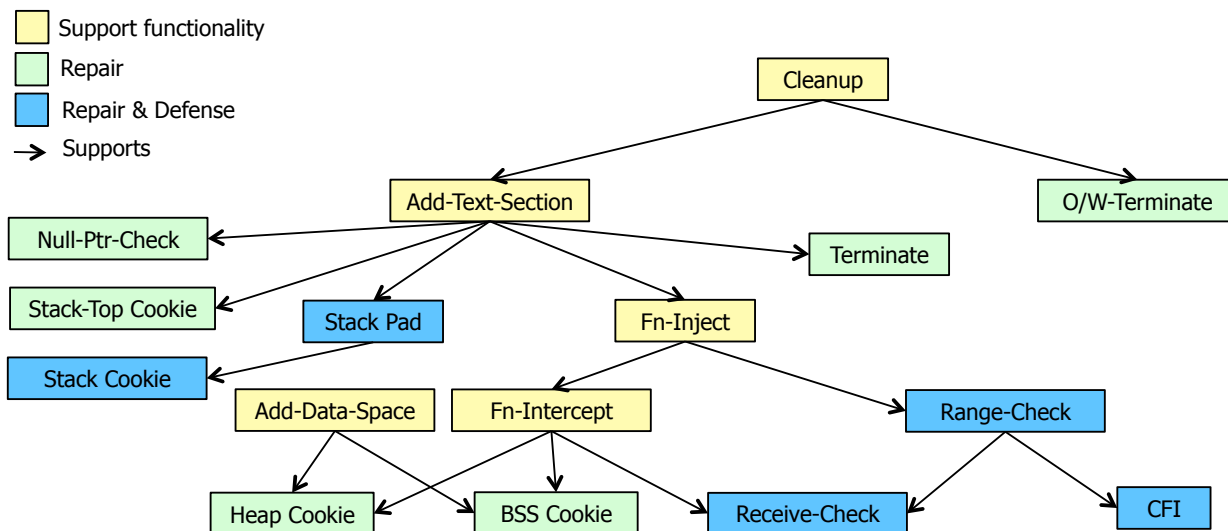 Support functionality
Repair
Repair & Defense
Supports
Cleanup
Add-Text-Section
O/W-Terminate
Null-Ptr-Check
Terminate
Stack-Top Cookie
Stack Pad
Fn-Inject
Stack Cookie
Add-Data-Space
Fn-Intercept
Range-Check
Heap Cookie
BSS Cookie
Receive-Check
CFI